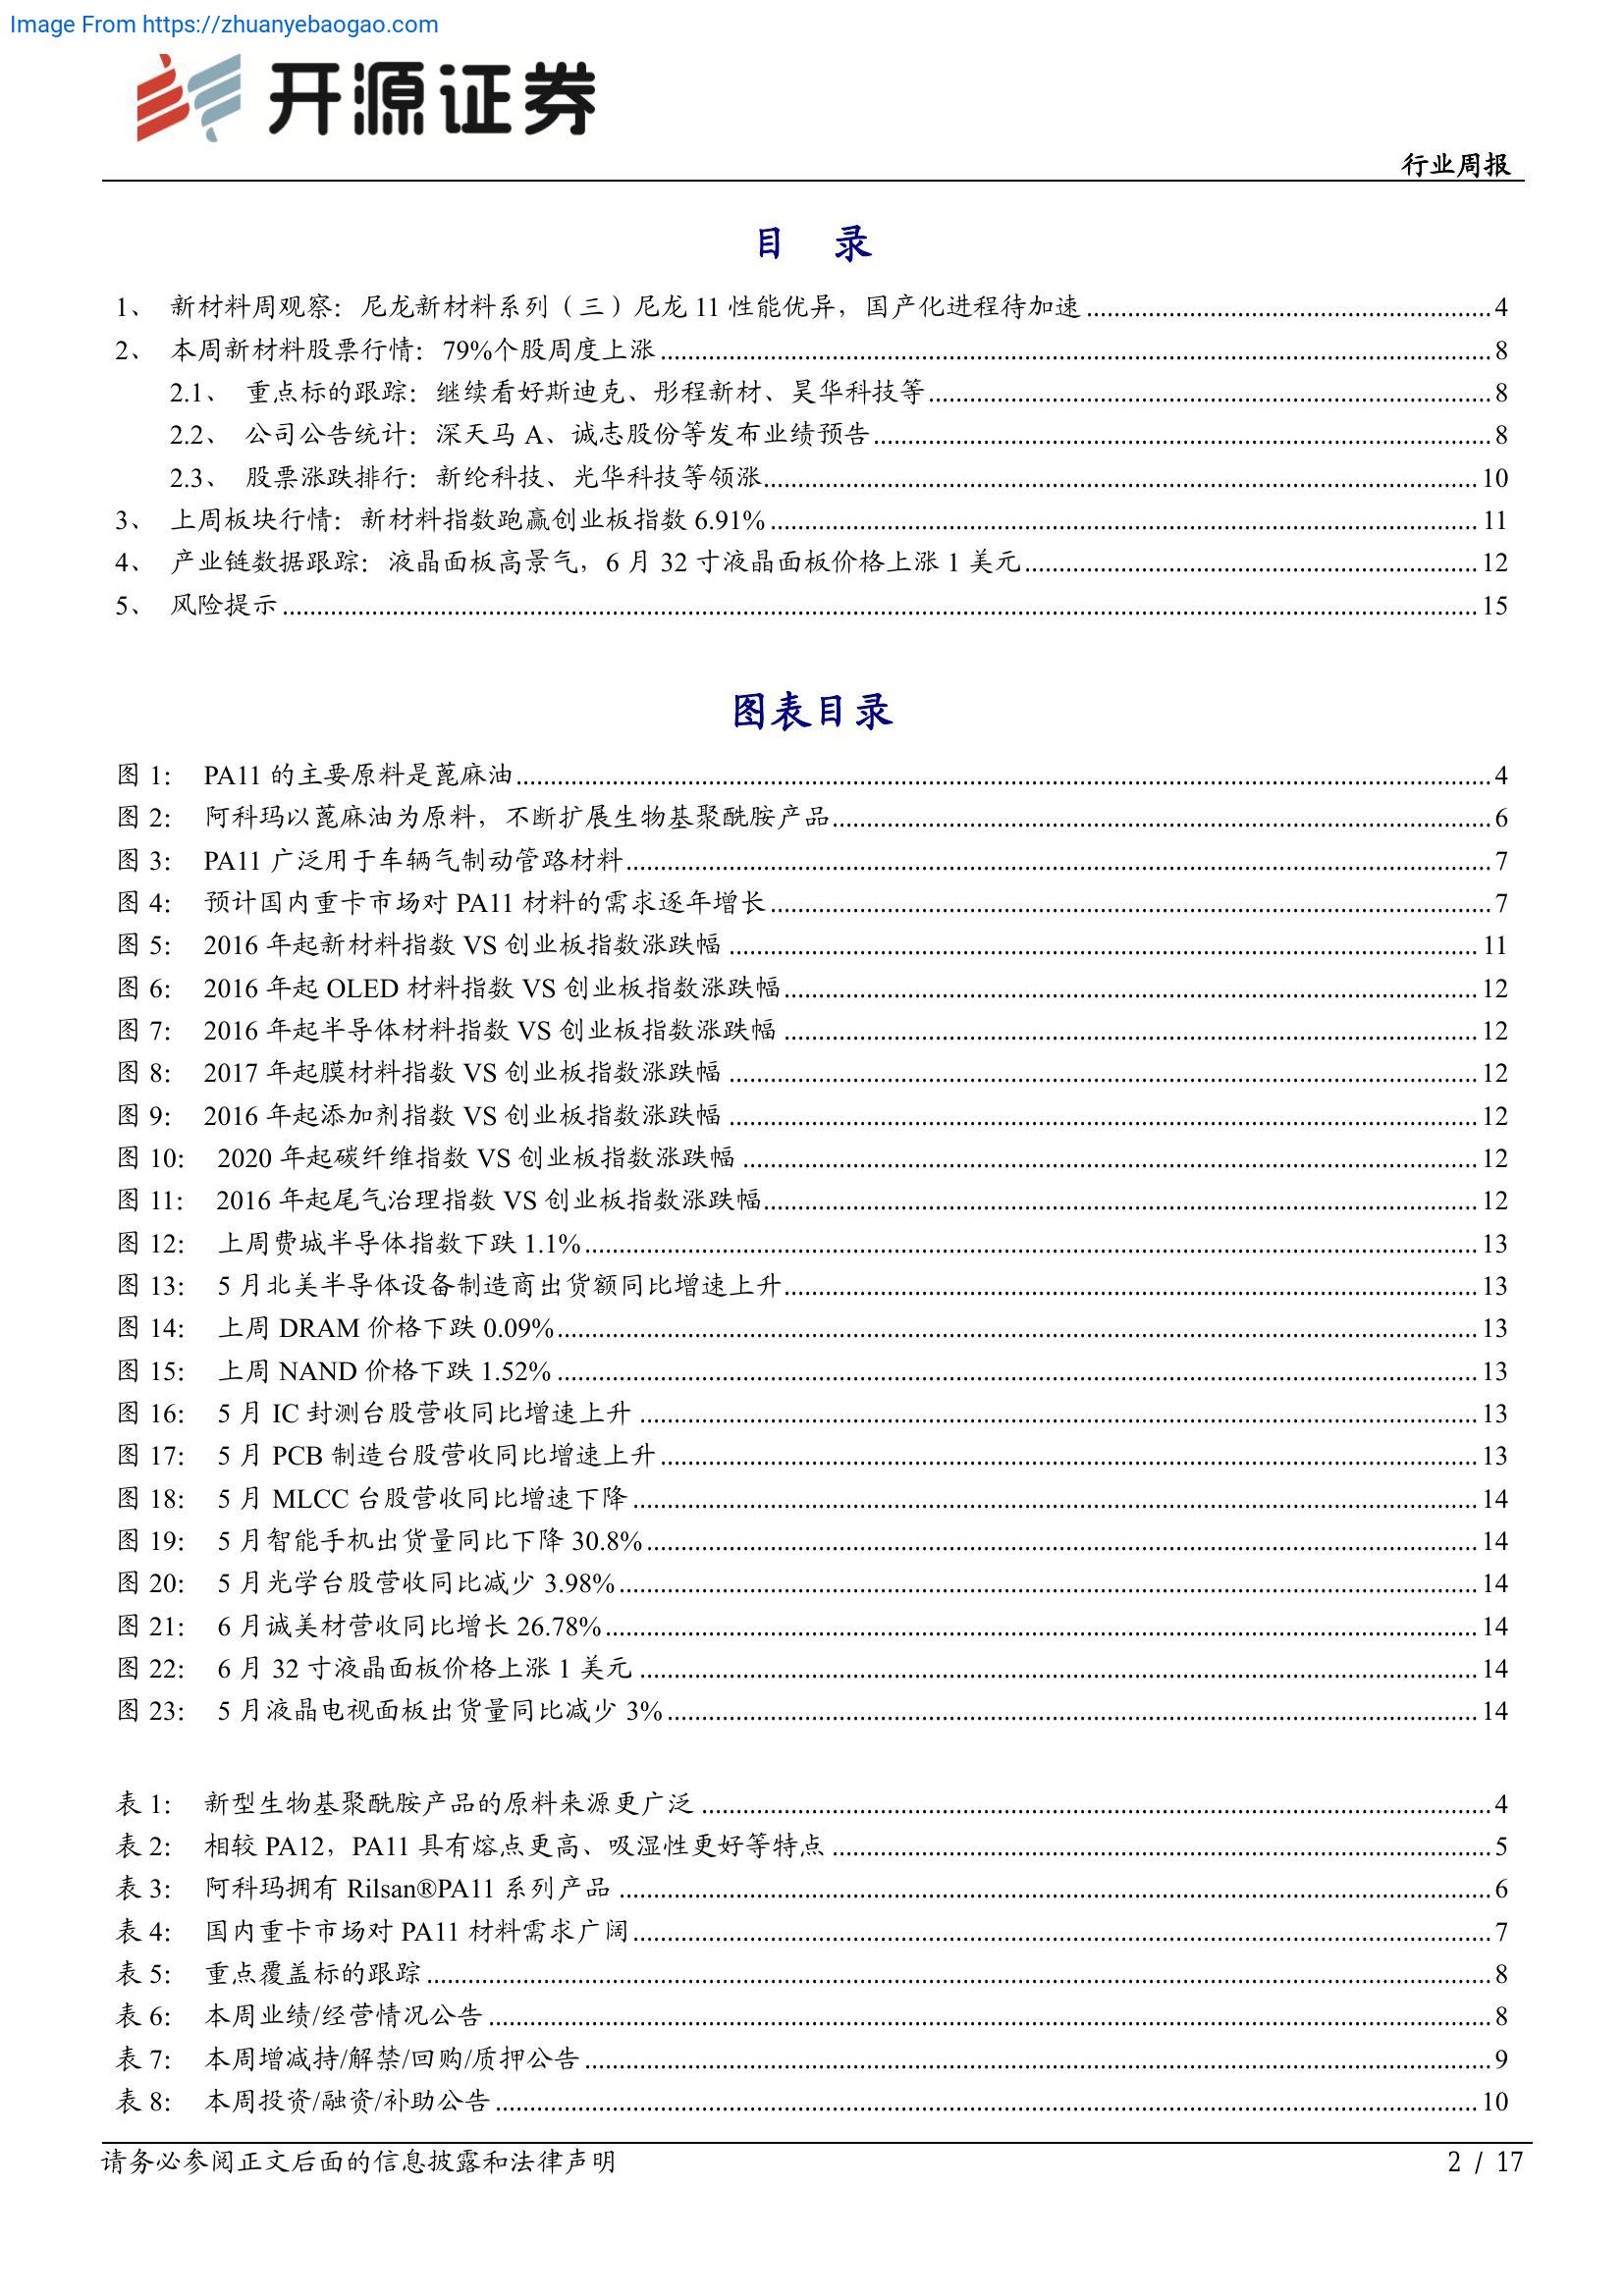 Image From https://zhuanyebaogao.com
开源证券
行业周报
目 录
1、 新材料周观察：尼龙新材料系列（三）尼龙 11 性能优异，国产化进程待加速 4
2、 本周新材料股票行情：79%个股周度上涨 8
2.1、 重点标的跟踪：继续看好斯迪克、彤程新材、昊华科技等 8
2.2、 公司公告统计：深天马 A、诚志股份等发布业绩预告 8
2.3、 股票涨跌排行：新纶科技、光华科技等领涨 10
3、 上周板块行情：新材料指数跑赢创业板指数 6.91% 11
4、 产业链数据跟踪：液晶面板高景气，6 月 32 寸液晶面板价格上涨 1 美元 12
5、 风险提示 15
图表目录
图 1： PA11 的主要原料是蓖麻油 4
图 2： 阿科玛以蓖麻油为原料，不断扩展生物基聚酰胺产品 6
图 3： PA11 广泛用于车辆气制动管路材料 7
图 4： 预计国内重卡市场对 PA11 材料的需求逐年增长 7
图 5： 2016 年起新材料指数 VS 创业板指数涨跌幅 11
图 6： 2016 年起 OLED 材料指数 VS 创业板指数涨跌幅 12
图 7： 2016 年起半导体材料指数 VS 创业板指数涨跌幅 12
图 8： 2017 年起膜材料指数 VS 创业板指数涨跌幅 12
图 9： 2016 年起添加剂指数 VS 创业板指数涨跌幅 12
图 10： 2020 年起碳纤维指数 VS 创业板指数涨跌幅 12
图 11： 2016 年起尾气治理指数 VS 创业板指数涨跌幅 12
图 12： 上周费城半导体指数下跌 1.1% 13
图 13： 5 月北美半导体设备制造商出货额同比增速上升 13
图 14： 上周 DRAM 价格下跌 0.09% 13
图 15： 上周 NAND 价格下跌 1.52% 13
图 16： 5 月 IC 封测台股营收同比增速上升 13
图 17： 5 月 PCB 制造台股营收同比增速上升 13
图 18： 5 月 MLCC 台股营收同比增速下降 14
图 19： 5 月智能手机出货量同比下降 30.8% 14
图 20： 5 月光学台股营收同比减少 3.98% 14
图 21： 6 月诚美材营收同比增长 26.78% 14
图 22： 6 月 32 寸液晶面板价格上涨 1 美元 14
图 23： 5 月液晶电视面板出货量同比减少 3% 14
表 1： 新型生物基聚酰胺产品的原料来源更广泛 4
表 2： 相较 PA12，PA11 具有熔点更高、吸湿性更好等特点 5
表 3： 阿科玛拥有 Rilsan®PA11 系列产品 6
表 4： 国内重卡市场对 PA11 材料需求广阔 7
表 5： 重点覆盖标的跟踪 8
表 6： 本周业绩/经营情况公告 8
表 7： 本周增减持/解禁/回购/质押公告 9
表 8： 本周投资/融资/补助公告 10
请务必参阅正文后面的信息披露和法律声明 2 / 17